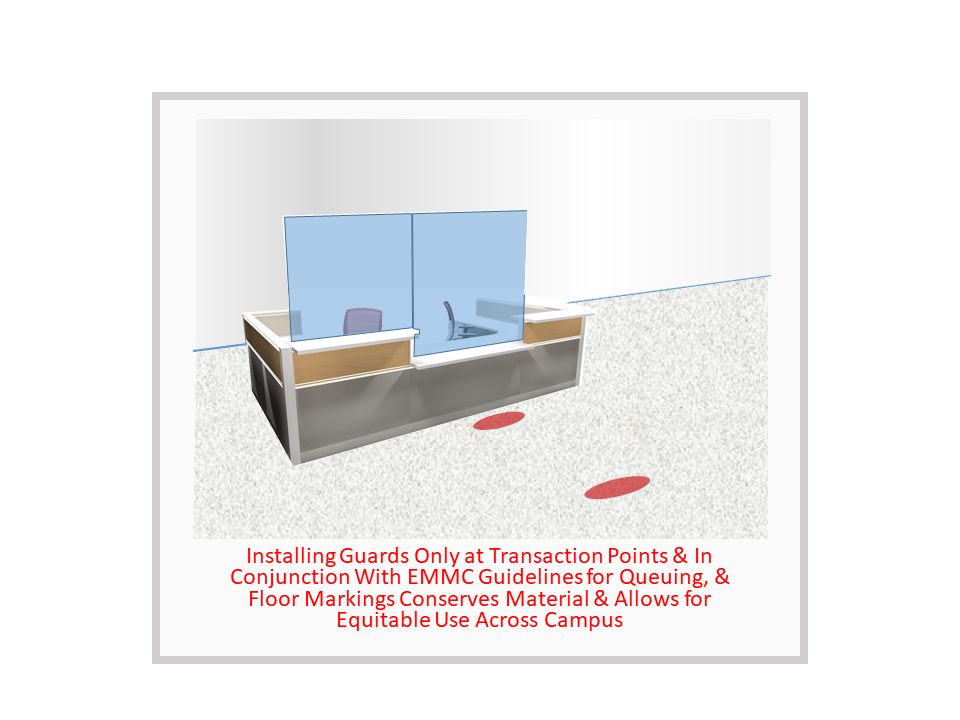 Installing Guards Only at Transaction Points & In
Conjunction With EMMC Guidelines for Queuing, &
Floor Markings Conserves Material & Allows for
Equitable Use Across Campus